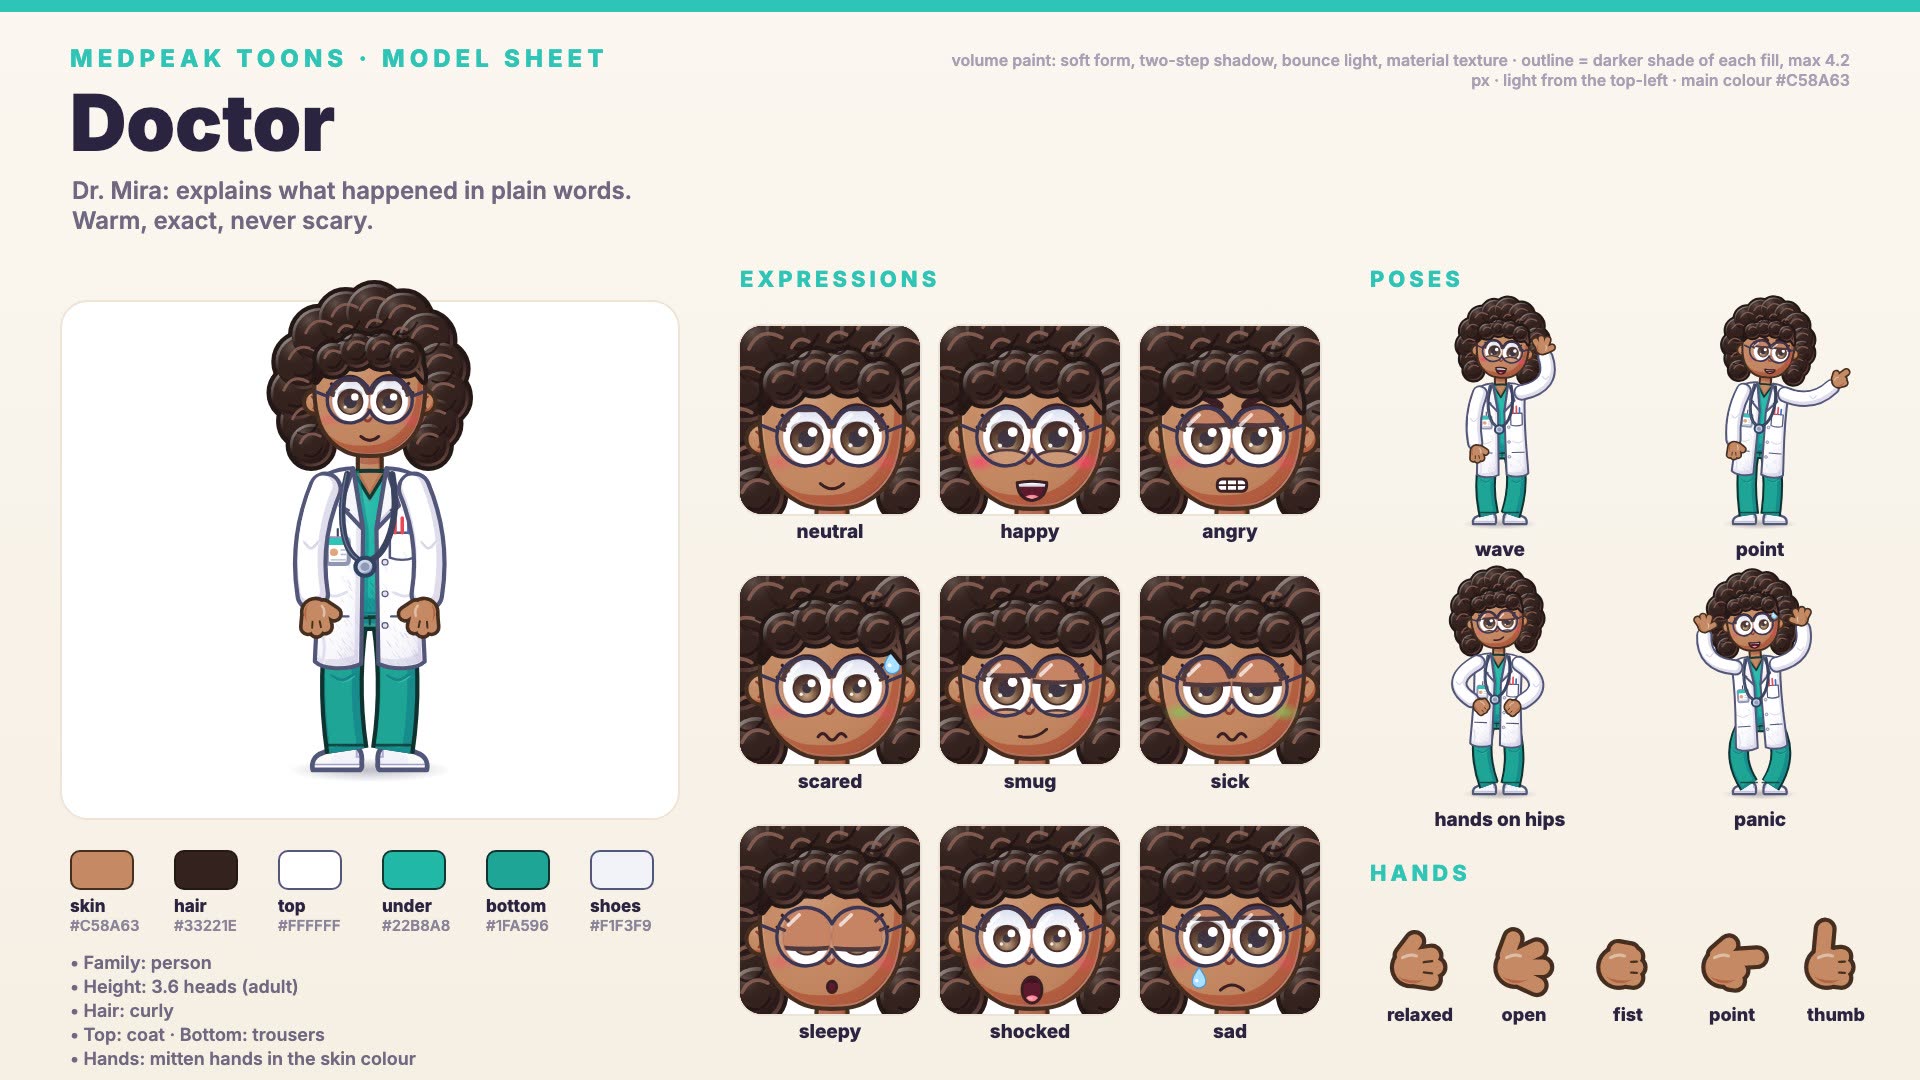 MEDPEAK TOONS · MODEL SHEET
volume paint: soft form, two-step shadow, bounce light, material texture · outline = darker shade of each fill, max 4.2
px · light from the top-left · main colour #C58A63
Doctor
Dr. Mira: explains what happened in plain words.
Warm, exact, never scary.
EXPRESSIONS
neutral
happy
angry
scared
smug
sick
sleepy
shocked
sad
POSES
wave
point
hands on hips
panic
HANDS
relaxed
open
fist
point
thumb
skin
#C58A63
hair
#33221E
top
#FFFFFF
under
#22B8A8
bottom
#1FA596
shoes
#F1F3F9
• Family: person
• Height: 3.6 heads (adult)
• Hair: curly
• Top: coat · Bottom: trousers
• Hands: mitten hands in the skin colour